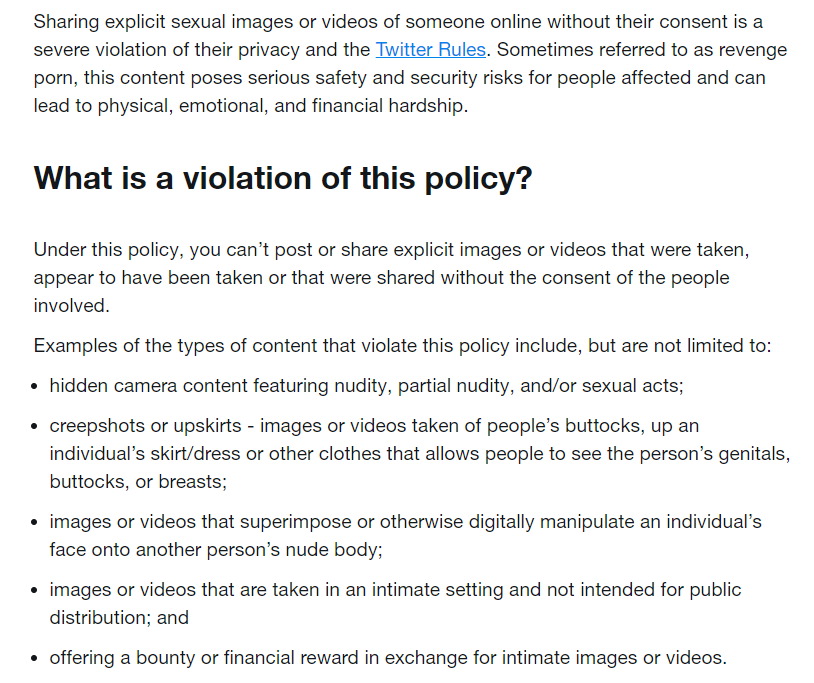 Sharing explicit sexual images or videos of someone online without their consent is a
severe violation of their privacy and the Twitter Rules. Sometimes referred to as revenge
porn, this content poses serious safety and security risks for people affected and can
lead to physical, emotional, and financial hardship.
What is a violation of this policy?
Under this policy, you can’t post or share explicit images or videos that were taken,
appear to have been taken or that were shared without the consent of the people
involved.
Examples of the types of content that violate this policy include, but are not limited to:
• hidden camera content featuring nudity, partial nudity, and/or sexual acts;
• creepshots or upskirts - images or videos taken of people’s buttocks, up an
individual’s skirt/dress or other clothes that allows people to see the person’s genitals,
buttocks, or breasts;
• images or videos that superimpose or otherwise digitally manipulate an individual’s
face onto another person’s nude body;
• images or videos that are taken in an intimate setting and not intended for public
distribution; and
• offering a bounty or financial reward in exchange for intimate images or videos.